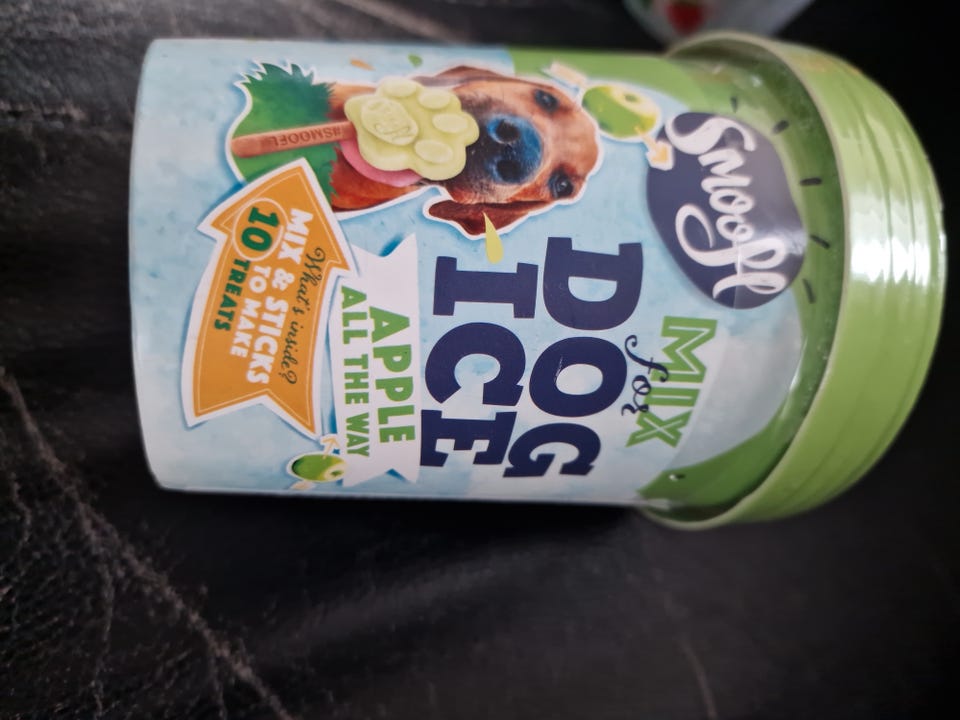 Smoofl
MIX
for
DOG
ICE
APPLE
ALL THE WAY
What's inside?
MIX & STICKS
TO MAKE
10 TREATS
#SMOOFL